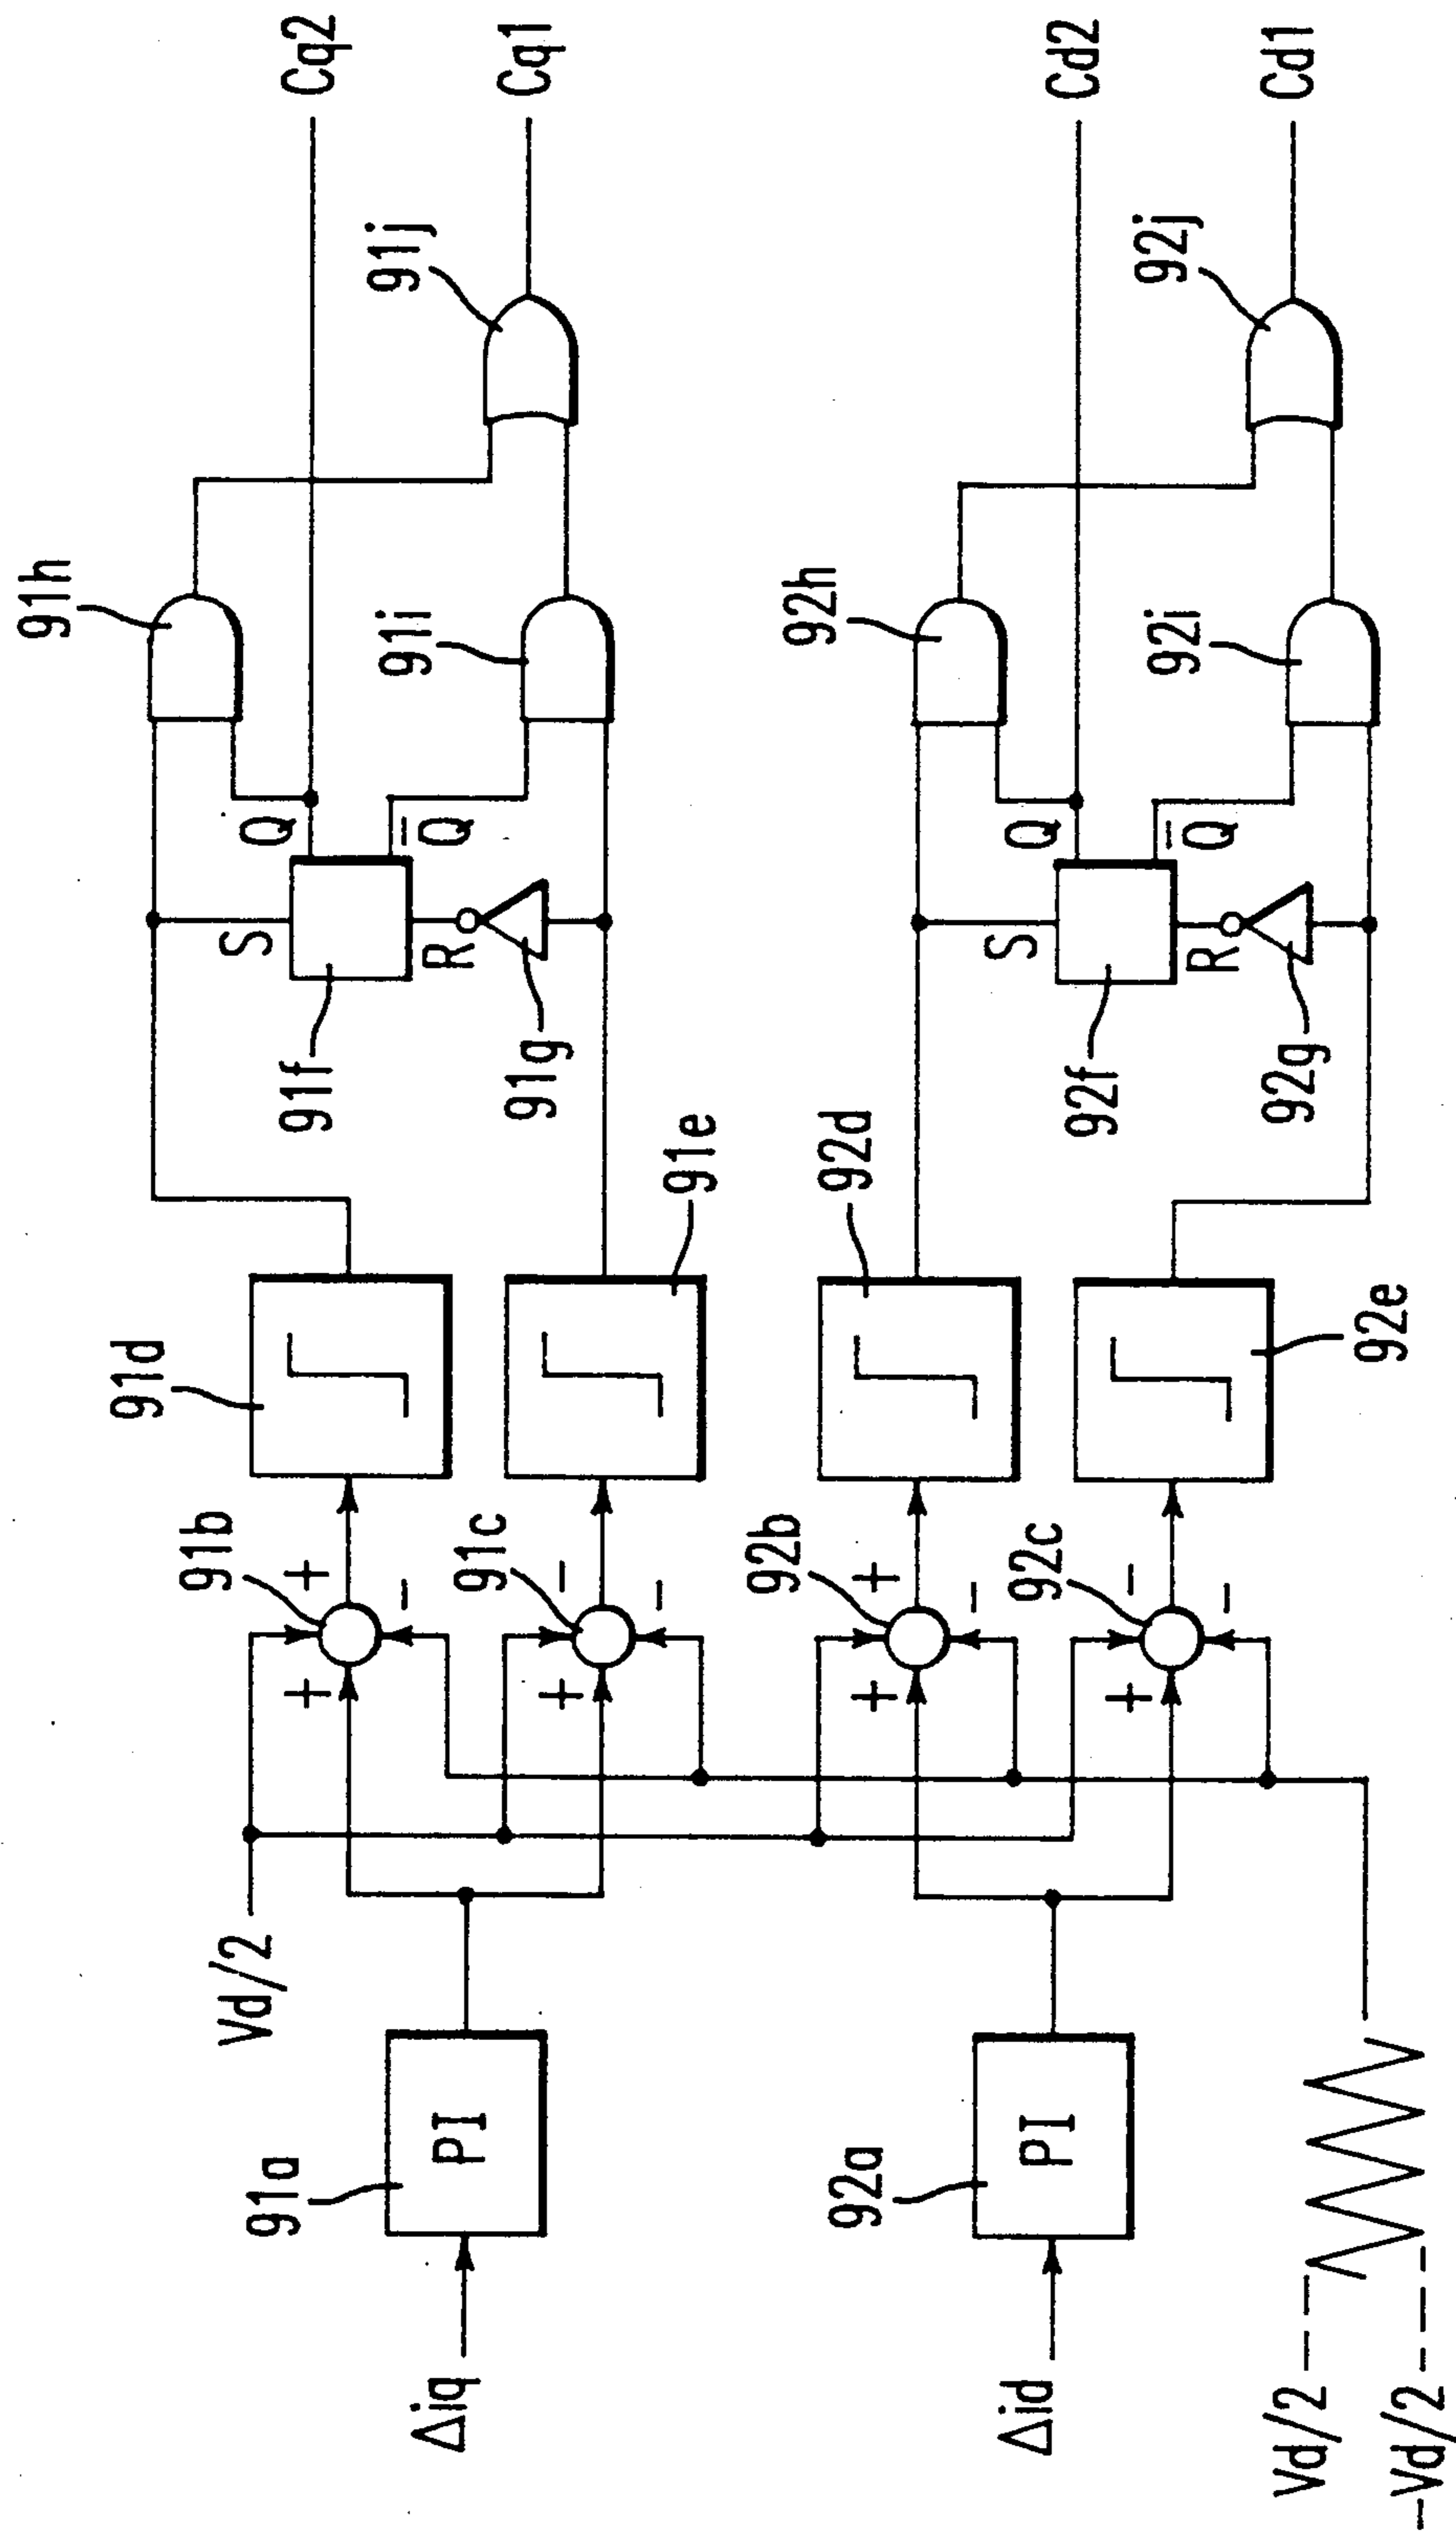 Δiq
91a
PI
Vd/2
91b
+
+
-
91c
+
-
-
91d
91e
91f
S
R
Q
Q̅
91g
91h
91i
91j
Cq2
Cq1
Δid
92a
PI
92b
+
+
-
92c
+
-
-
92d
92e
92f
S
R
Q
Q̅
92g
92h
92i
92j
Cd2
Cd1
Vd/2
-Vd/2